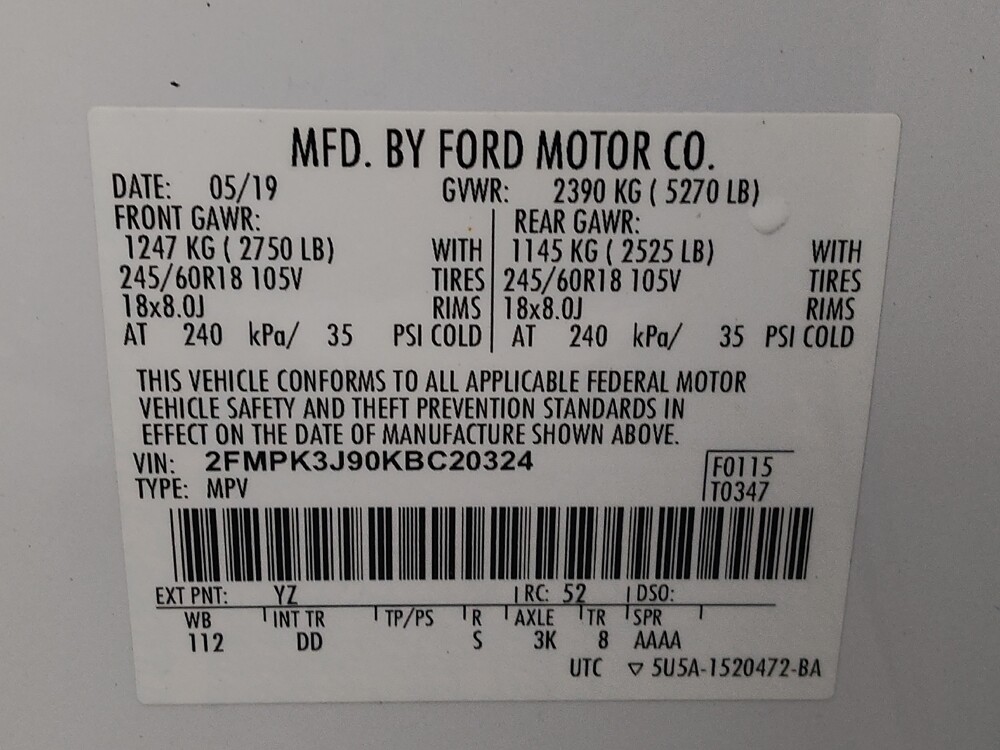 MFD. BY FORD MOTOR CO.
DATE: 05/19 GVWR: 2390 KG ( 5270 LB)
FRONT GAWR: REAR GAWR:
1247 KG ( 2750 LB) WITH 1145 KG ( 2525 LB) WITH
245/60R18 105V TIRES 245/60R18 105V TIRES
18x8.0J RIMS 18x8.0J RIMS
AT 240 kPa/ 35 PSI COLD AT 240 kPa/ 35 PSI COLD
THIS VEHICLE CONFORMS TO ALL APPLICABLE FEDERAL MOTOR
VEHICLE SAFETY AND THEFT PREVENTION STANDARDS IN
EFFECT ON THE DATE OF MANUFACTURE SHOWN ABOVE.
VIN: 2FMPK3J90KBC20324 F0115
TYPE: MPV T0347
EXT PNT: YZ RC: 52 DSO:
WB INT TR TP/PS R AXLE TR SPR
112 DD S 3K 8 AAAA
UTC ▽ 5U5A-1520472-BA